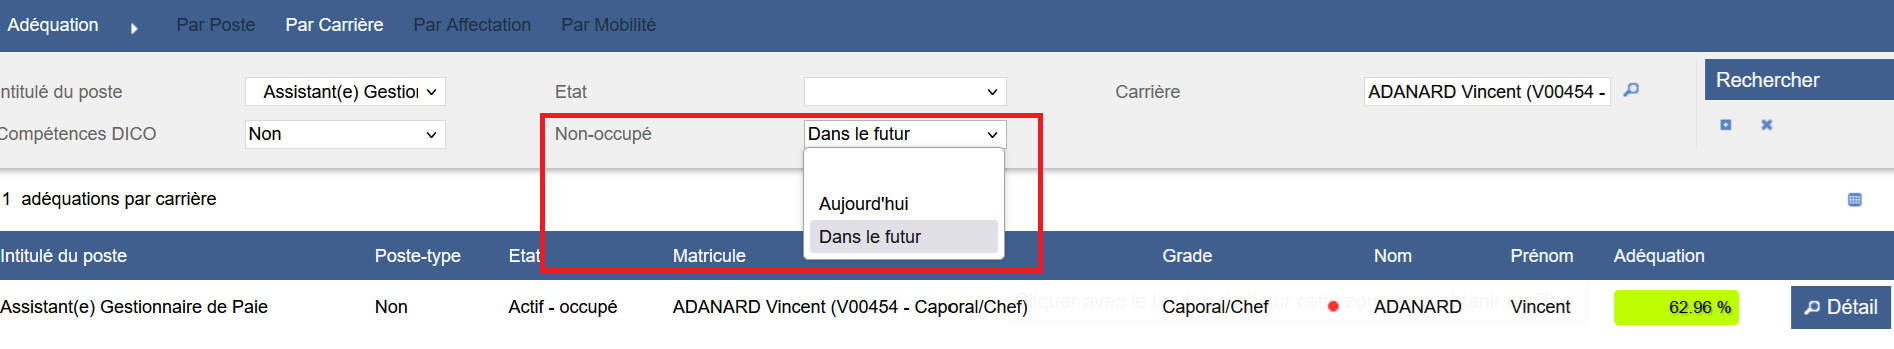 Adéquation Par Poste Par Carrière Par Affectation Par Mobilité
ntitulé du poste Assistant(e) Gestion Etat Carrière ADANARD Vincent (V00454 - Rechercher
Compétences DICO Non Non-occupé Dans le futur
Aujourd'hui
Dans le futur
1 adéquations par carrière
Intitulé du poste Poste-type Etat Matricule Grade Nom Prénom Adéquation
Assistant(e) Gestionnaire de Paie Non Actif - occupé ADANARD Vincent (V00454 - Caporal/Chef) Caporal/Chef ADANARD Vincent 62.96 % Détail